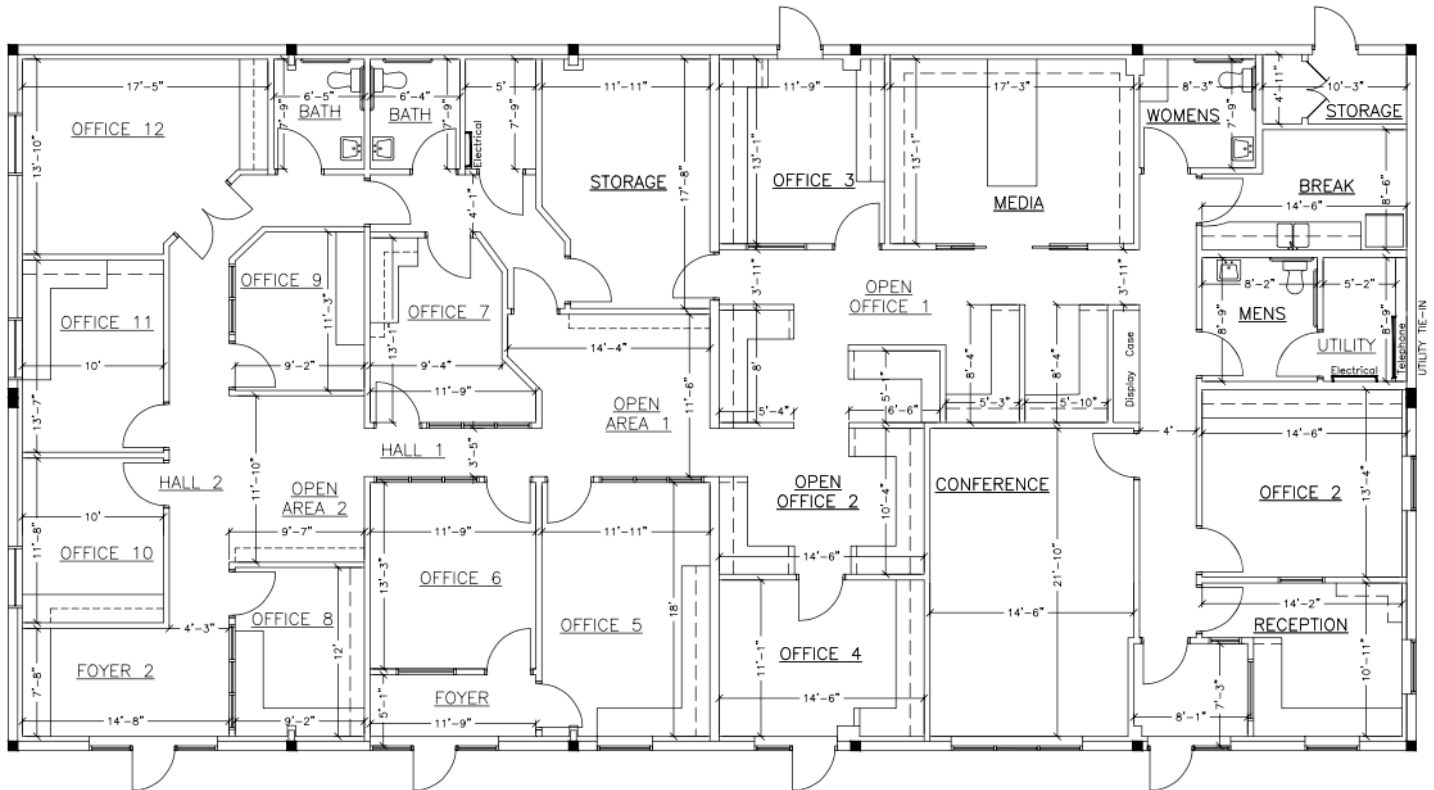 17'-5"
6'-5"
BATH
7'-9"
6'-4"
BATH
7'-9"
5'
7'-9"
Electrical
11'-11"
11'-9"
17'-3"
8'-3"
WOMENS
7'-9"
4'-11"
10'-3"
STORAGE
OFFICE 12
13'-10"
STORAGE
17'-8"
13'-1"
OFFICE 3
13'-1"
MEDIA
BREAK
14'-6"
8'-6"
4'-1"
OFFICE 9
11'-3"
9'-2"
OFFICE 7
13'-1"
9'-4"
11'-9"
3'-11"
OPEN
OFFICE 1
3'-11"
8'-2"
MENS
8'-9"
5'-2"
8'-9"
UTILITY
Electrical
Telephone
UTILITY TIE-IN
OFFICE 11
10'
13'-7"
14'-4"
11'-6"
OPEN
AREA 1
8'
5'-4"
5'-1"
6'-6"
8'-4"
5'-3"
8'-4"
5'-10"
Display Case
HALL 1
3'-5"
4'
14'-6"
HALL 2
11'-10"
OPEN
AREA 2
9'-7"
10'
11'-8"
OFFICE 10
11'-9"
11'-11"
OPEN
OFFICE 2
10'-4"
14'-6"
CONFERENCE
21'-10"
14'-6"
OFFICE 2
13'-4"
13'-3"
OFFICE 6
18'
OFFICE 5
OFFICE 8
12'
9'-2"
4'-3"
FOYER 2
7'-8"
14'-8"
FOYER
5'-1"
11'-9"
11'-1"
OFFICE 4
14'-6"
14'-2"
RECEPTION
10'-11"
8'-1"
7'-3"